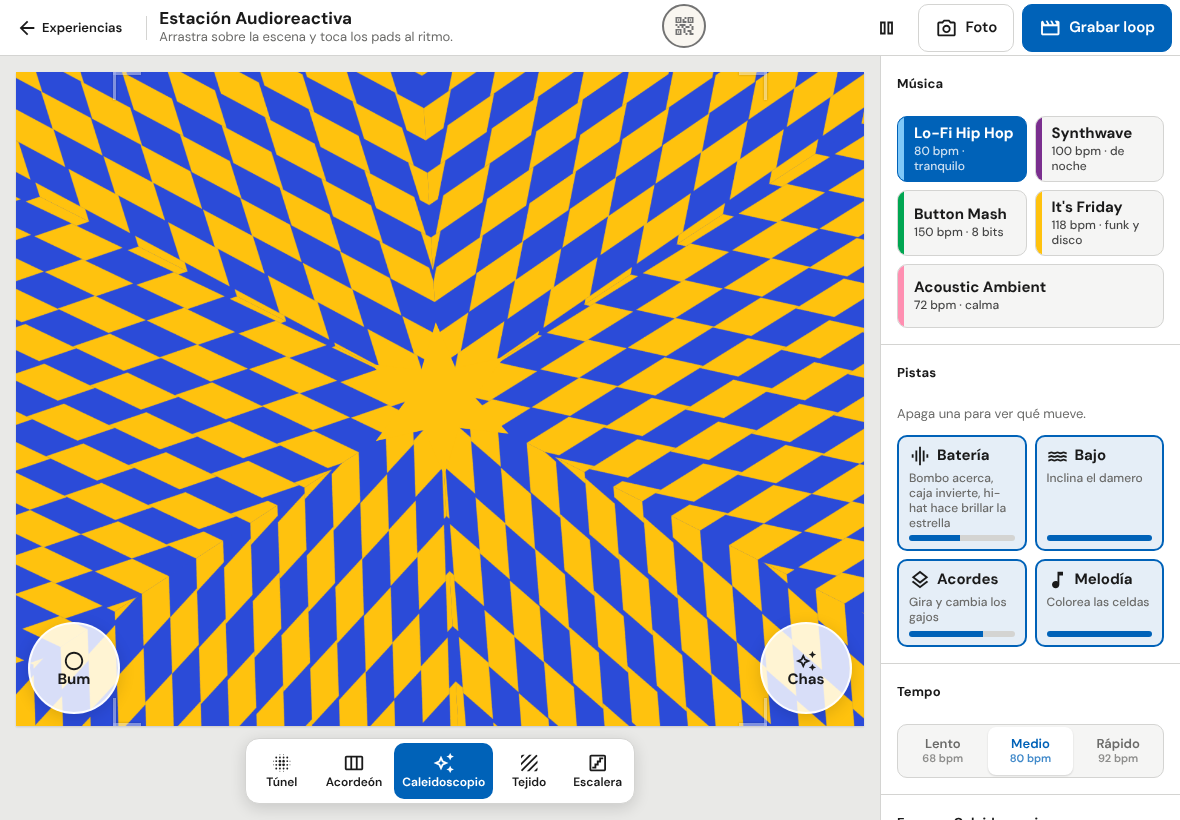 Experiencias
Estación Audioreactiva
Arrastra sobre la escena y toca los pads al ritmo.
Foto
Grabar loop
Música
Lo-Fi Hip Hop
80 bpm ·
tranquilo
Synthwave
100 bpm · de
noche
Button Mash
150 bpm · 8 bits
It's Friday
118 bpm · funk y
disco
Acoustic Ambient
72 bpm · calma
Pistas
Apaga una para ver qué mueve.
Batería
Bombo acerca,
caja invierte, hi-
hat hace brillar la
estrella
Bajo
Inclina el damero
Acordes
Gira y cambia los
gajos
Melodía
Colorea las celdas
Bum
Chas
Tempo
Lento
68 bpm
Medio
80 bpm
Rápido
92 bpm
Túnel
Acordeón
Caleidoscopio
Tejido
Escalera